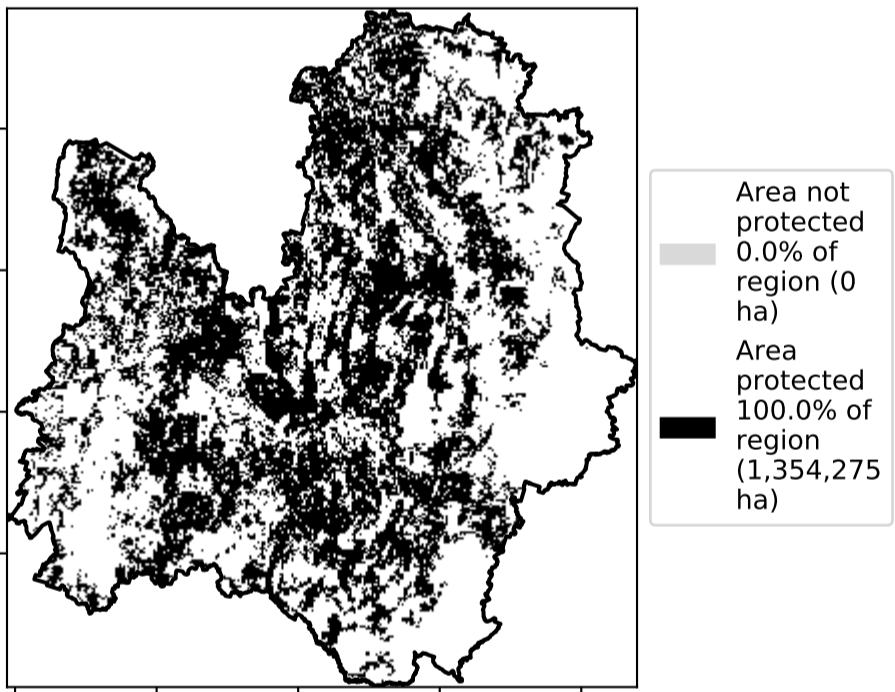 Area not
protected
0.0% of
region (0
ha)
Area
protected
100.0% of
region
(1,354,275
ha)